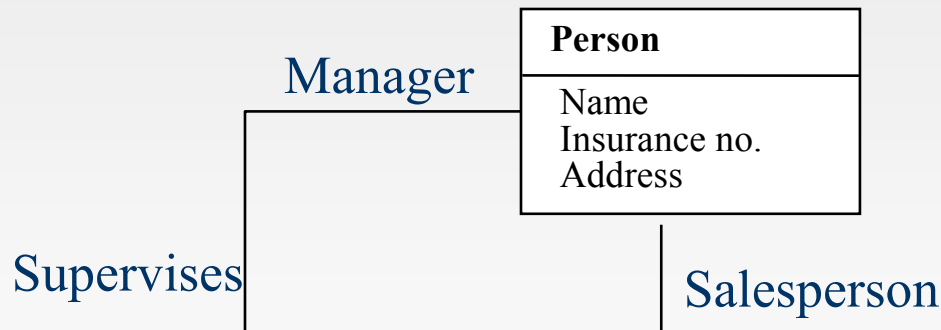 Person
Manager
Name
Insurance no.
Address
Supervises
Salesperson